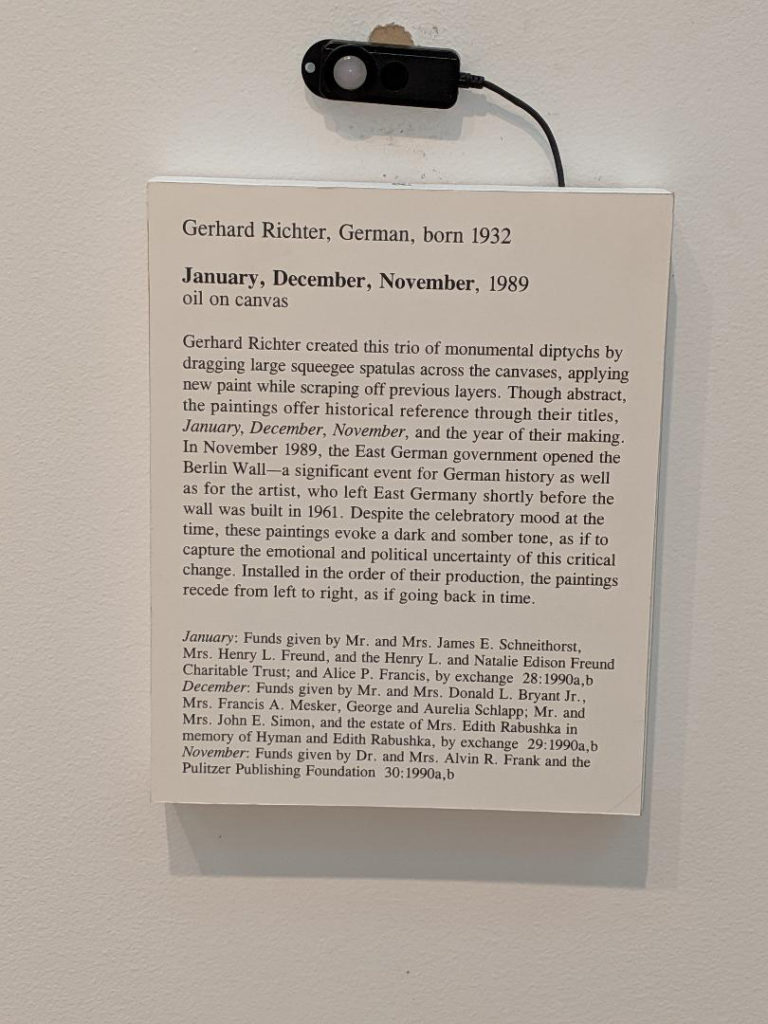 Gerhard Richter, German, born 1932
January, December, November, 1989
oil on canvas
Gerhard Richter created this trio of monumental diptychs by
dragging large squeegee spatulas across the canvases, applying
new paint while scraping off previous layers. Though abstract,
the paintings offer historical reference through their titles,
January, December, November, and the year of their making.
In November 1989, the East German government opened the
Berlin Wall—a significant event for German history as well
as for the artist, who left East Germany shortly before the
wall was built in 1961. Despite the celebratory mood at the
time, these paintings evoke a dark and somber tone, as if to
capture the emotional and political uncertainty of this critical
change. Installed in the order of their production, the paintings
recede from left to right, as if going back in time.
January: Funds given by Mr. and Mrs. James E. Schneithorst,
Mrs. Henry L. Freund, and the Henry L. and Natalie Edison Freund
Charitable Trust; and Alice P. Francis, by exchange 28:1990a,b
December: Funds given by Mr. and Mrs. Donald L. Bryant Jr.,
Mrs. Francis A. Mesker, George and Aurelia Schlapp; Mr. and
Mrs. John E. Simon, and the estate of Mrs. Edith Rabushka in
memory of Hyman and Edith Rabushka, by exchange 29:1990a,b
November: Funds given by Dr. and Mrs. Alvin R. Frank and the
Pulitzer Publishing Foundation 30:1990a,b